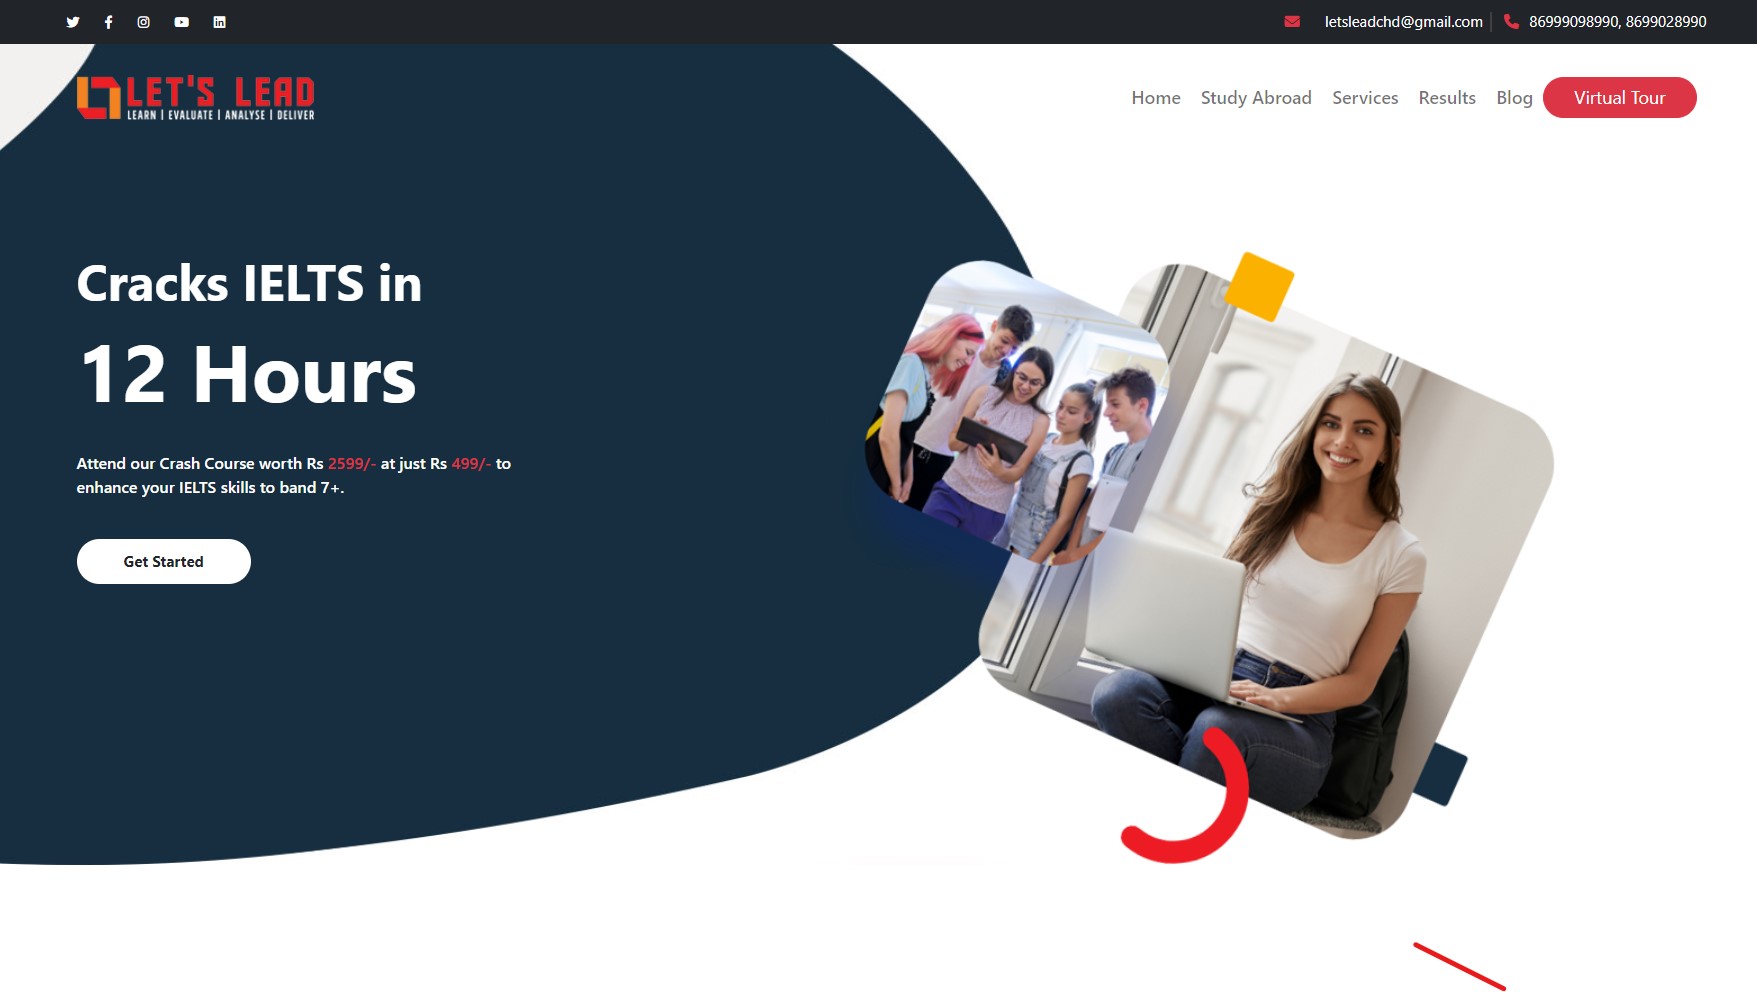 letsleadchd@gmail.com
86999098990, 8699028990
LET'S LEAD
LEARN | EVALUATE | ANALYSE | DELIVER
Home Study Abroad Services Results Blog Virtual Tour
Cracks IELTS in
12 Hours
Attend our Crash Course worth Rs 2599/- at just Rs 499/- to
enhance your IELTS skills to band 7+.
Get Started